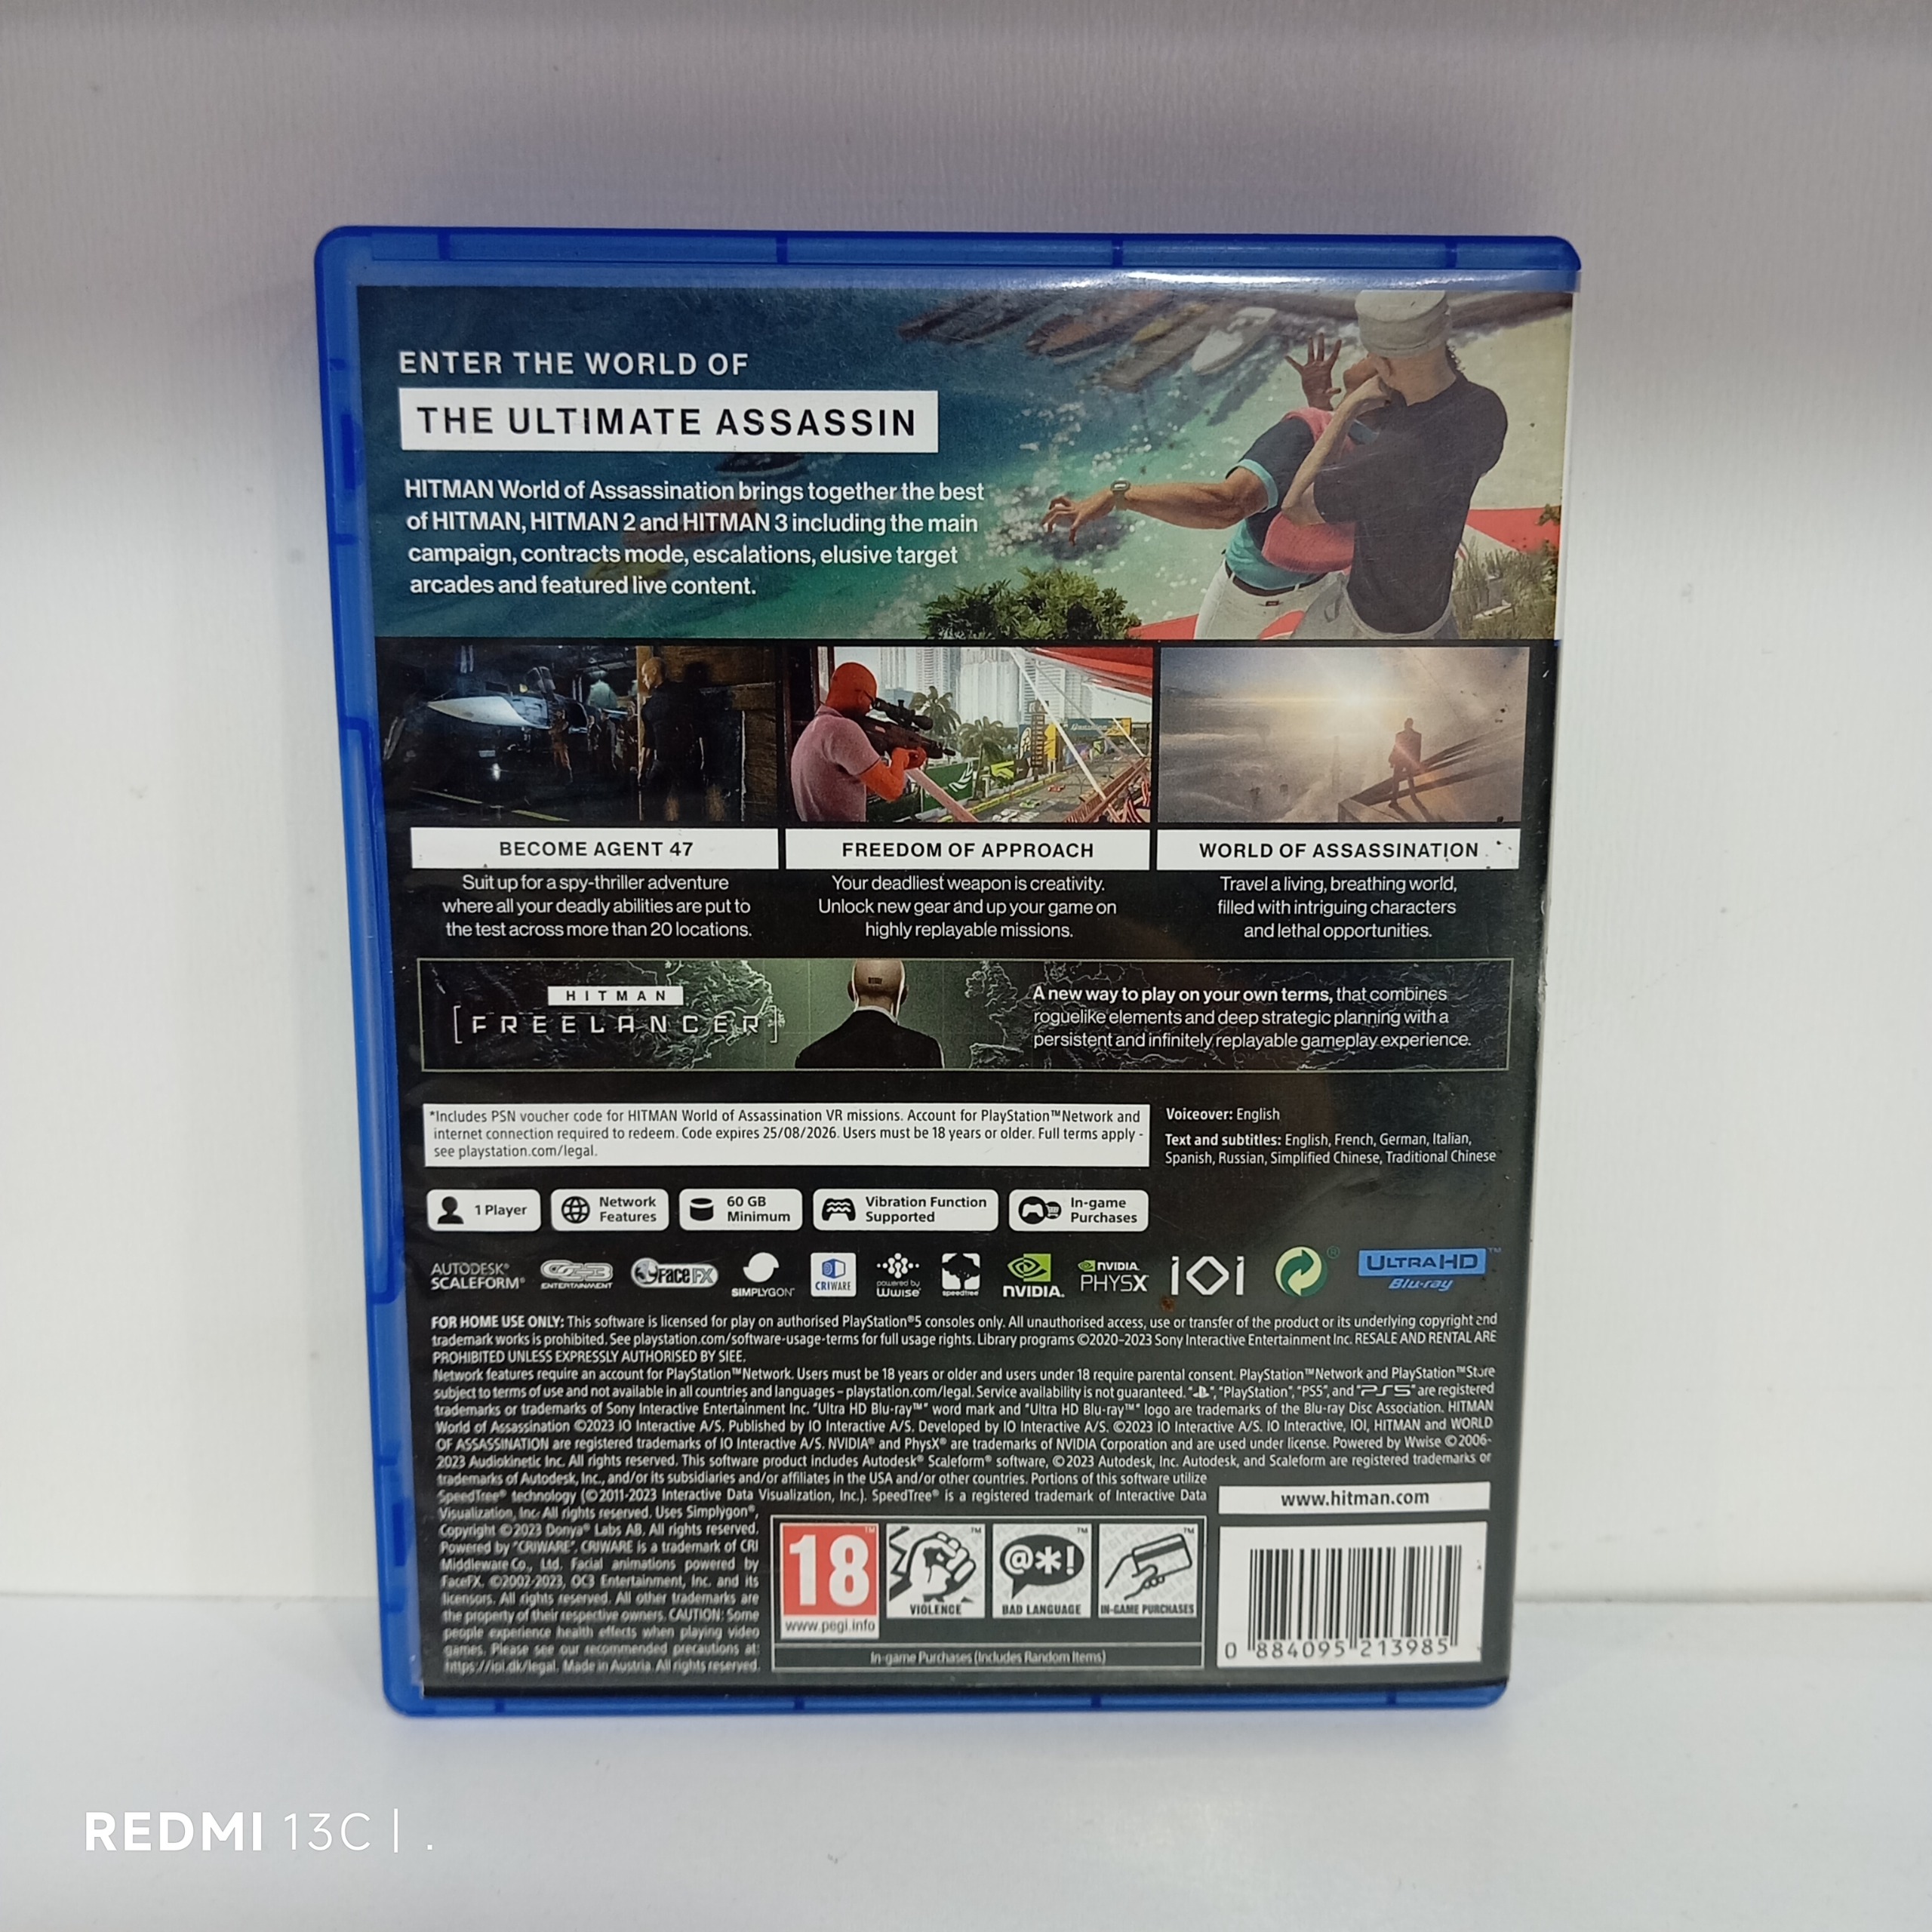 ENTER THE WORLD OF
THE ULTIMATE ASSASSIN
HITMAN World of Assassination brings together the best
of HITMAN, HITMAN 2 and HITMAN 3 including the main
campaign, contracts mode, escalations, elusive target
arcades and featured live content.
BECOME AGENT 47
Suit up for a spy-thriller adventure
where all your deadly abilities are put to
the test across more than 20 locations.
FREEDOM OF APPROACH
Your deadliest weapon is creativity.
Unlock new gear and up your game on
highly replayable missions.
WORLD OF ASSASSINATION
Travel a living, breathing world,
filled with intriguing characters
and lethal opportunities.
HITMAN
[FREELANCER]
A new way to play on your own terms, that combines
roguelike elements and deep strategic planning with a
persistent and infinitely replayable gameplay experience.
*Includes PSN voucher code for HITMAN World of Assassination VR missions. Account for PlayStation™Network and
internet connection required to redeem. Code expires 25/08/2026. Users must be 18 years or older. Full terms apply -
see playstation.com/legal.
Voiceover: English
Text and subtitles: English, French, German, Italian,
Spanish, Russian, Simplified Chinese, Traditional Chinese
1 Player
Network
Features
60 GB
Minimum
Vibration Function
Supported
In-game
Purchases
AUTODESK®
SCALEFORM®
OC3
ENTERTAINMENT
FaceFX
SIMPLYGON
CRIWARE
powered by
Wwise
speedtree
NVIDIA.
NVIDIA.
PHYSX
IOI
ULTRA HD™
Blu-ray
FOR HOME USE ONLY: This software is licensed for play on authorised PlayStation®5 consoles only. All unauthorised access, use or transfer of the product or its underlying copyright and
trademark works is prohibited. See playstation.com/software-usage-terms for full usage rights. Library programs ©2020-2023 Sony Interactive Entertainment Inc. RESALE AND RENTAL ARE
PROHIBITED UNLESS EXPRESSLY AUTHORISED BY SIEE.
Network features require an account for PlayStation™Network. Users must be 18 years or older and users under 18 require parental consent. PlayStation™Network and PlayStation™Store
subject to terms of use and not available in all countries and languages – playstation.com/legal. Service availability is not guaranteed. " ", "PlayStation", "PS5", and "PS5" are registered
trademarks or trademarks of Sony Interactive Entertainment Inc. "Ultra HD Blu-ray™" word mark and "Ultra HD Blu-ray™" logo are trademarks of the Blu-ray Disc Association. HITMAN
World of Assassination ©2023 IO Interactive A/S. Published by IO Interactive A/S. Developed by IO Interactive A/S. ©2023 IO Interactive A/S. IO Interactive, IOI, HITMAN and WORLD
OF ASSASSINATION are registered trademarks of IO Interactive A/S. NVIDIA® and PhysX® are trademarks of NVIDIA Corporation and are used under license. Powered by Wwise ©2006-
2023 Audiokinetic Inc. All rights reserved. This software product includes Autodesk® Scaleform® software, ©2023 Autodesk, Inc. Autodesk, and Scaleform are registered trademarks or
trademarks of Autodesk, Inc., and/or its subsidiaries and/or affiliates in the USA and/or other countries. Portions of this software utilize
SpeedTree® technology (©2011-2023 Interactive Data Visualization, Inc.). SpeedTree® is a registered trademark of Interactive Data
Visualization, Inc. All rights reserved. Uses Simplygon®,
Copyright ©2023 Donya® Labs AB. All rights reserved.
Powered by "CRIWARE". CRIWARE is a trademark of CRI
Middleware Co., Ltd. Facial animations powered by
FaceFX. ©2002-2023, OC3 Entertainment, Inc. and its
licensors. All rights reserved. All other trademarks are
the property of their respective owners. CAUTION: Some
people experience health effects when playing video
games. Please see our recommended precautions at:
https://ioi.dk/legal. Made in Austria. All rights reserved.
www.hitman.com
18
www.pegi.info
VIOLENCE
@*!
BAD LANGUAGE
IN-GAME PURCHASES
In-game Purchases (Includes Random Items)
0 884095 213985
REDMI 13C | .